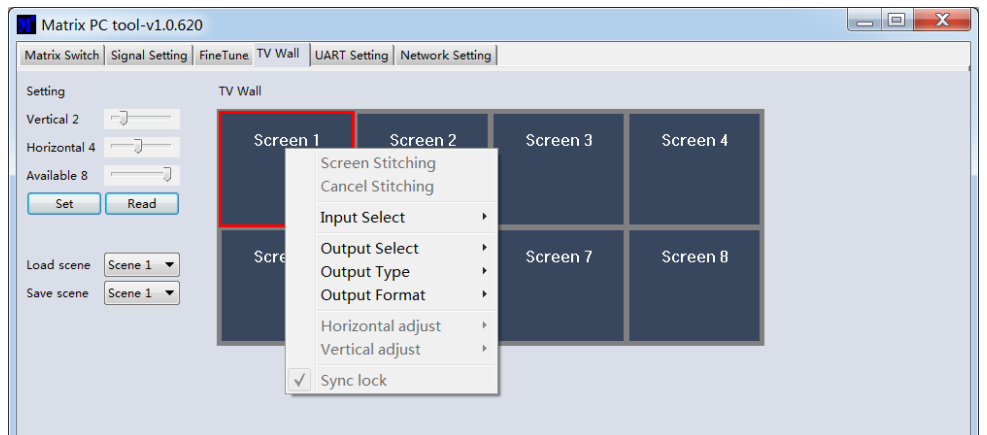 Matrix PC tool-v1.0.620
Matrix Switch Signal Setting FineTune TV Wall UART Setting Network Setting
Setting
TV Wall
Vertical 2
Horizontal 4
Available 8
Set Read
Load scene Scene 1
Save scene Scene 1
Screen 1 Screen 2 Screen 3 Screen 4
Screen 7 Screen 8
Screen Stitching
Cancel Stitching
Input Select
Output Select
Output Type
Output Format
Horizontal adjust
Vertical adjust
Sync lock